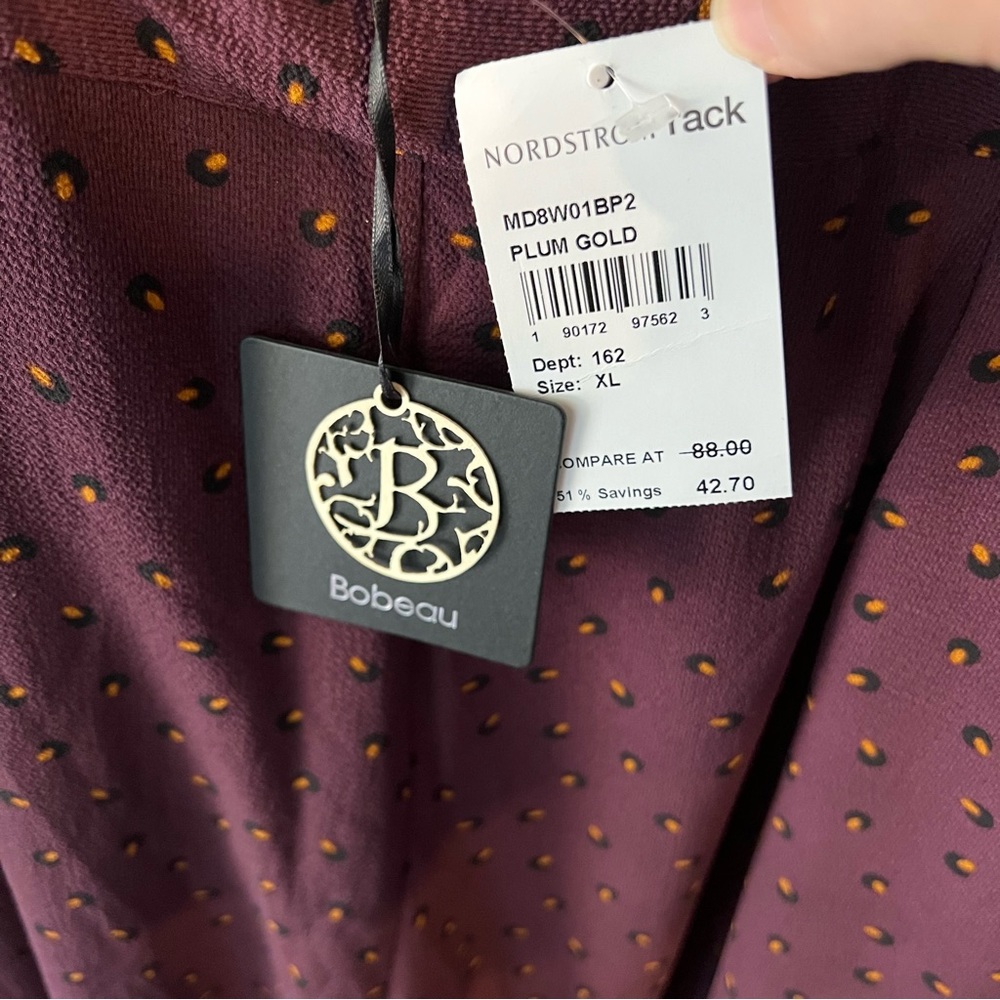 NORDSTROM rack
MD8W01BP2
PLUM GOLD
1 90172 97562 3
Dept: 162
Size: XL
OMPARE AT 88.00
51 % Savings 42.70
B
Bobeau